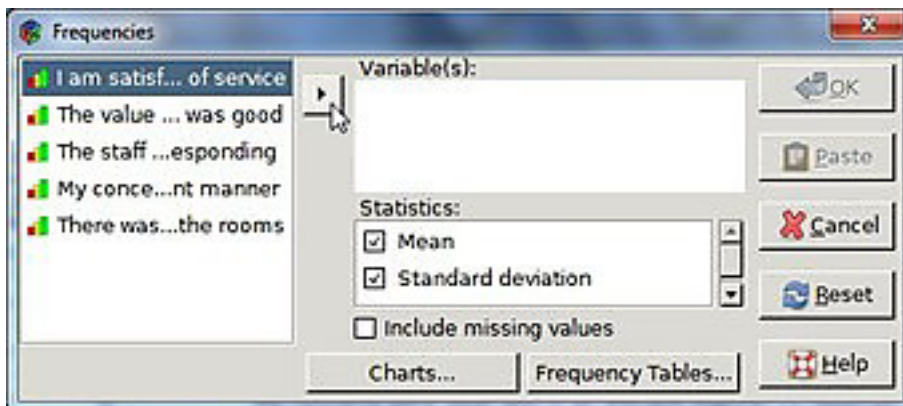 Frequencies
I am satisf... of service
The value ... was good
The staff ...esponding
My conce...nt manner
There was...the rooms
Variable(s):
Statistics:
Mean
Standard deviation
Include missing values
Charts...
Frequency Tables...
OK
Paste
Cancel
Reset
Help